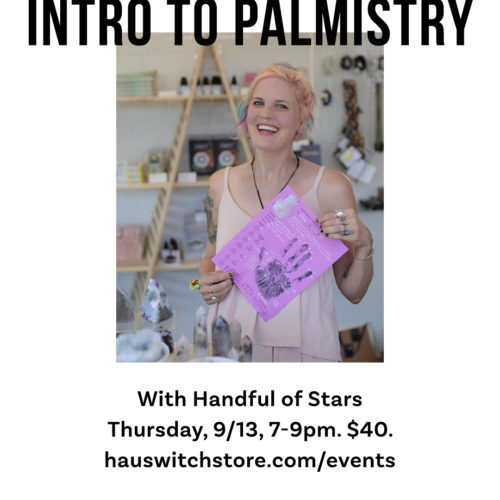 INTRO TO PALMISTRY
With Handful of Stars
Thursday, 9/13, 7-9pm. $40.
hauswitchstore.com/events